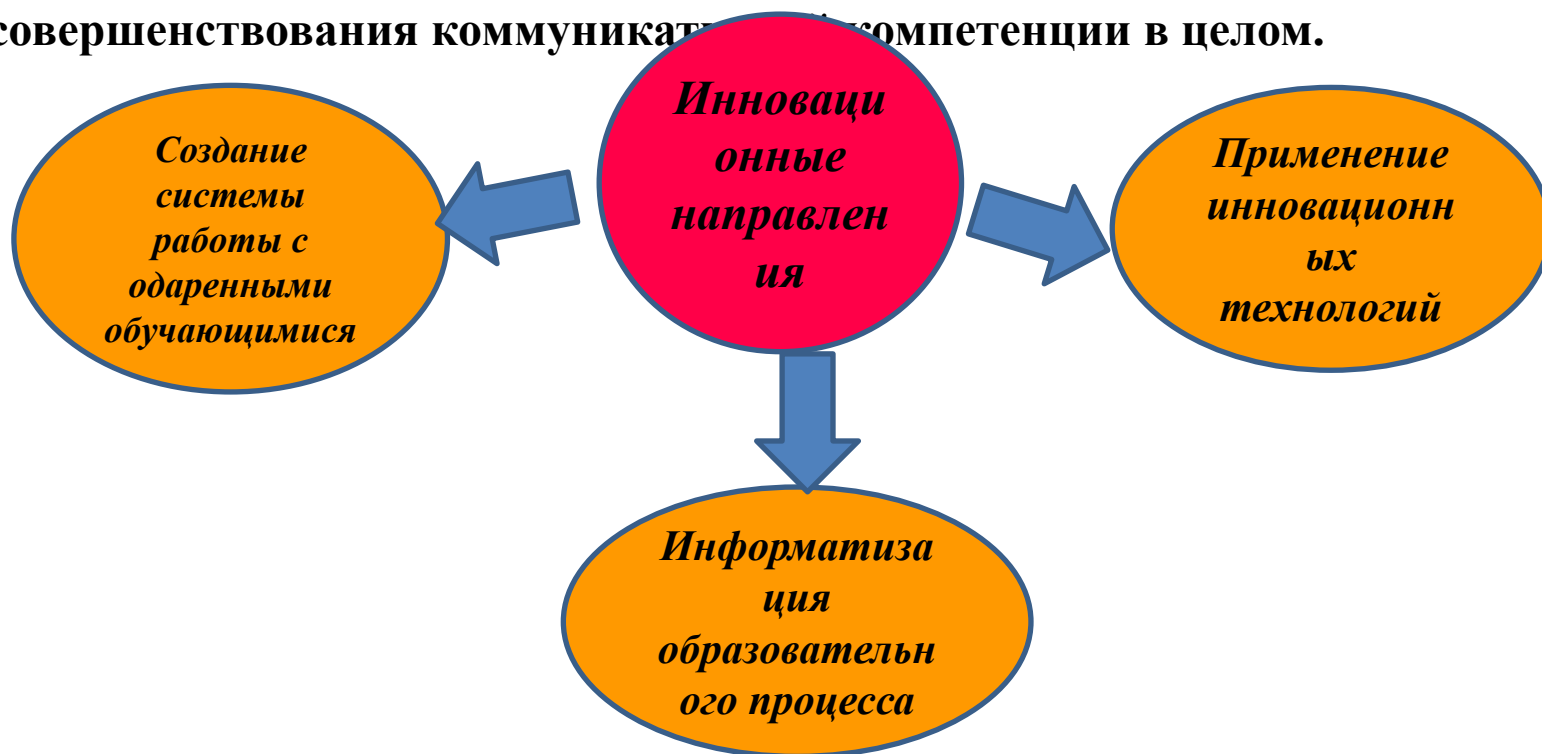 совершенствования компетенции в целом.
Инноваци
онные
направлен
ия
Создание
системы
работы с
одаренными
обучающимися
Применение
инновационн
ых
технологий
Информатиза
ция
образовательн
ого процесса